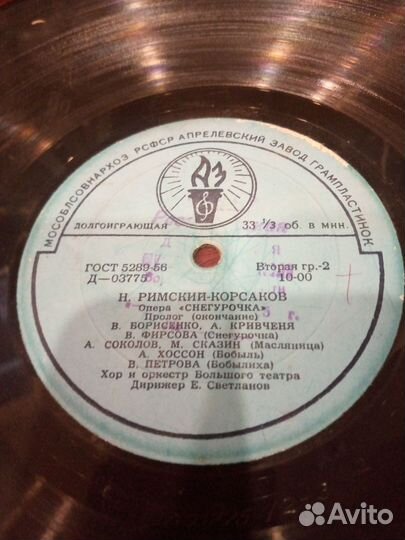 МОСОБЛСОВНАРХОЗ РСФСР АПРЕЛЕВСКИЙ ЗАВОД ГРАМПЛАСТИНОК
АЗ
ДОЛГОИГРАЮЩАЯ 33 ⅓ об. в мин.
ГОСТ 5289-56 Вторая гр.-2
Д—03775 10-00
Н. РИМСКИЙ-КОРСАКОВ
Опера «СНЕГУРОЧКА»
Пролог (окончание)
В. БОРИСЕНКО, А. КРИВЧЕНЯ
В. ФИРСОВА (Снегурочка)
А. СОКОЛОВ, М. СКАЗИН (Масляница)
А. ХОССОН (Бобыль)
В. ПЕТРОВА (Бобылиха)
Хор и оркестр Большого театра
Дирижер Е. Светланов
Avito